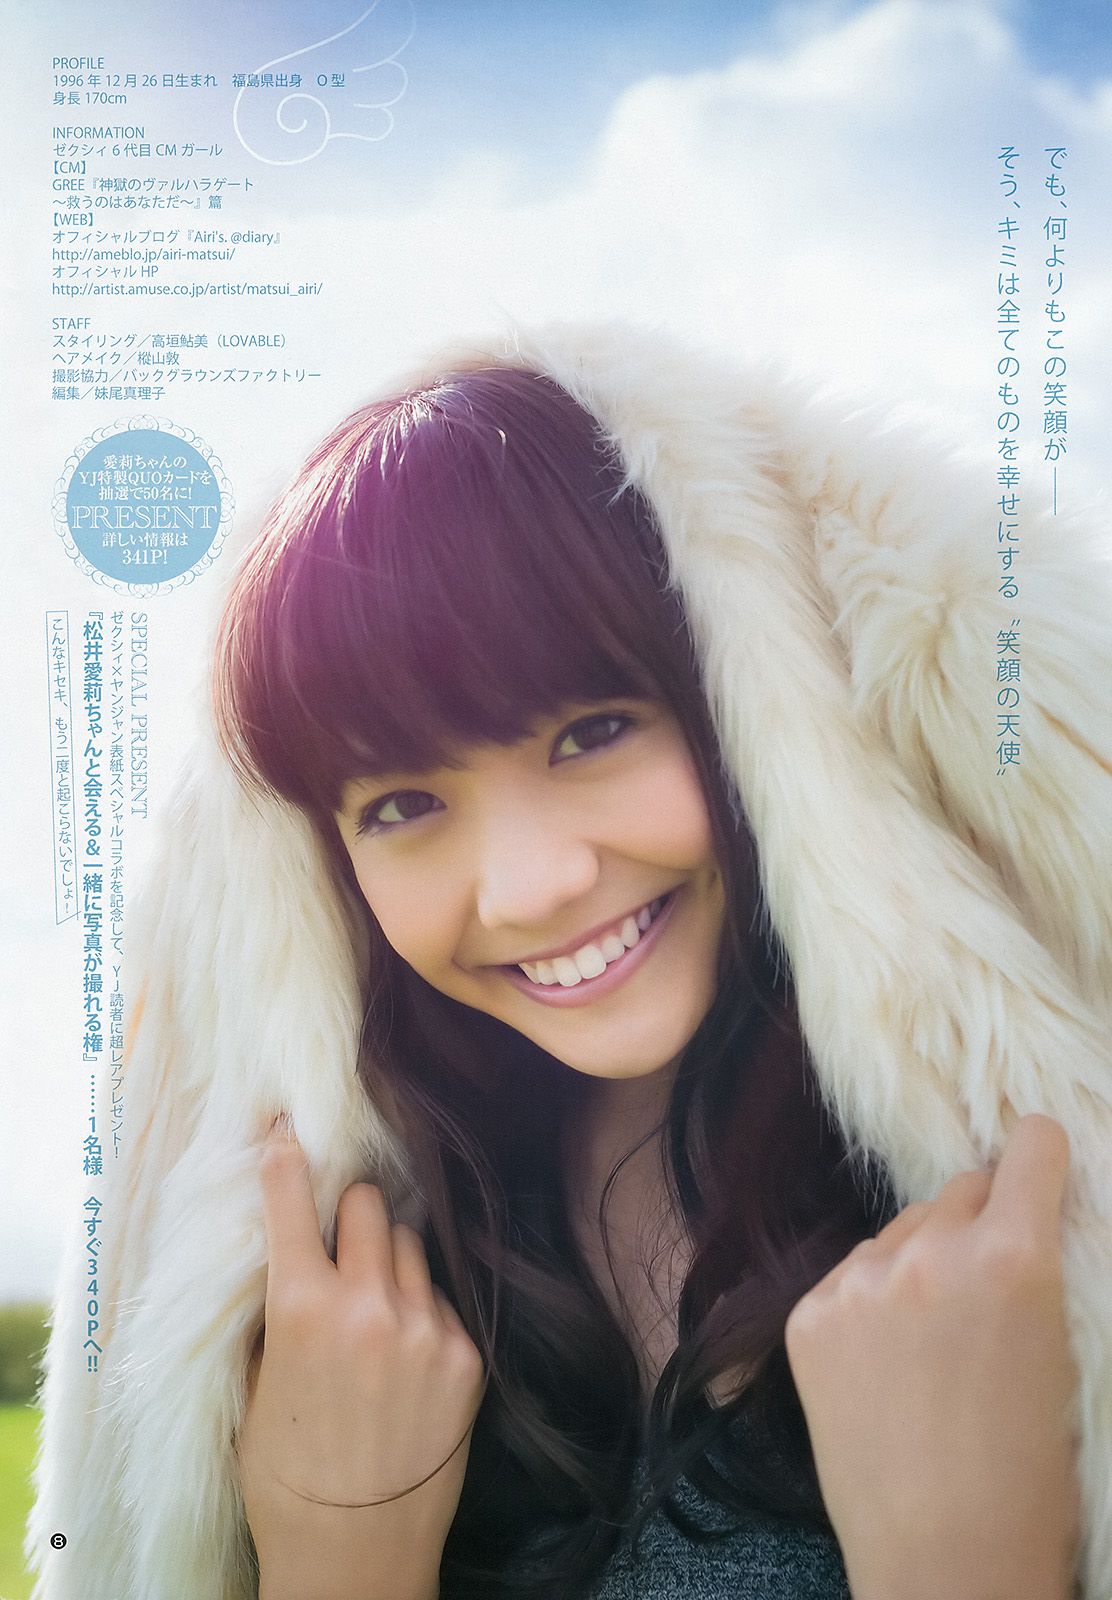 PROFILE
1996年12月26日生まれ　福島県出身　O型
身長170cm
INFORMATION
ゼクシィ6代目CMガール
【CM】
GREE『神獄のヴァルハラゲート
～救うのはあなただ～』篇
【WEB】
オフィシャルブログ『Airi's. @diary』
http://ameblo.jp/airi-matsui/
オフィシャルHP
http://artist.amuse.co.jp/artist/matsui_airi/
STAFF
スタイリング／高垣鮎美（LOVABLE）
ヘアメイク／樅山敦
撮影協力／バックグラウンズファクトリー
編集／妹尾真理子
でも、何よりもこの笑顔が——
そう、キミは全てのものを幸せにする〝笑顔の天使〟
愛莉ちゃんの
YJ特製QUOカードを
抽選で50名に!
PRESENT
詳しい情報は
341P!
SPECIAL PRESENT
ゼクシィ×ヤンジャン表紙スペシャルコラボを記念して、YJ読者に超レアプレゼント!
『松井愛莉ちゃんと会える&一緒に写真が撮れる権』……1名様　今すぐ340Pへ!!
こんなキセキ、もう二度と起こらないでしょ!
8